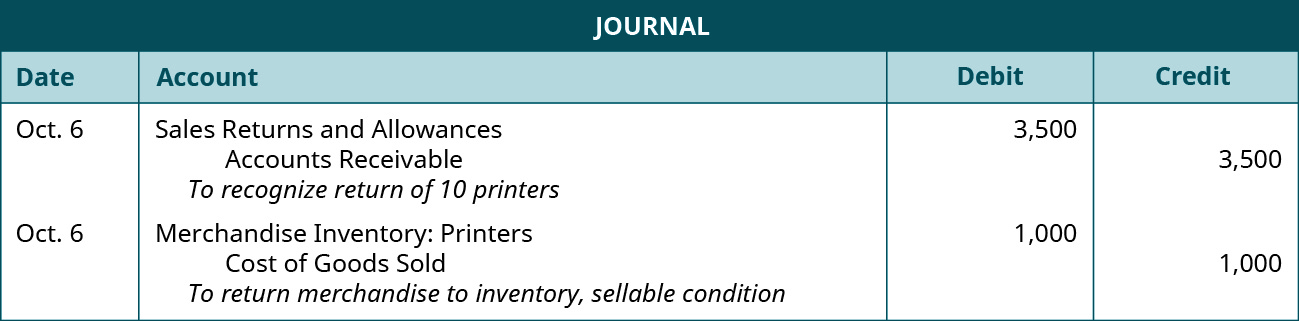 JOURNAL
Date Account Debit Credit
Oct. 6 Sales Returns and Allowances 3,500
Accounts Receivable 3,500
To recognize return of 10 printers
Oct. 6 Merchandise Inventory: Printers 1,000
Cost of Goods Sold 1,000
To return merchandise to inventory, sellable condition